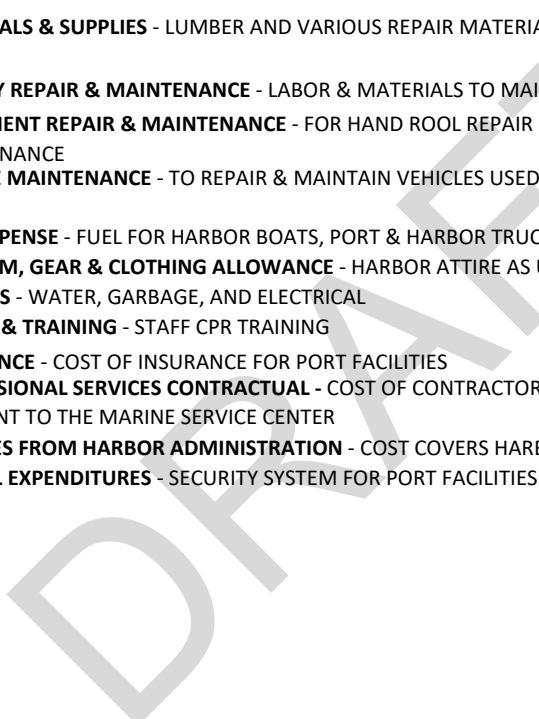 ALS & SUPPLIES - LUMBER AND VARIOUS REPAIR MATERIA
Y REPAIR & MAINTENANCE - LABOR & MATERIALS TO MAI
MENT REPAIR & MAINTENANCE - FOR HAND ROOL REPAIR
NANCE
E MAINTENANCE - TO REPAIR & MAINTAIN VEHICLES USED
PENSE - FUEL FOR HARBOR BOATS, PORT & HARBOR TRUC
M, GEAR & CLOTHING ALLOWANCE - HARBOR ATTIRE AS U
S - WATER, GARBAGE, AND ELECTRICAL
& TRAINING - STAFF CPR TRAINING
NCE - COST OF INSURANCE FOR PORT FACILITIES
SIONAL SERVICES CONTRACTUAL - COST OF CONTRACTOR
NT TO THE MARINE SERVICE CENTER
ES FROM HARBOR ADMINISTRATION - COST COVERS HARB
L EXPENDITURES - SECURITY SYSTEM FOR PORT FACILITIES
DRAF